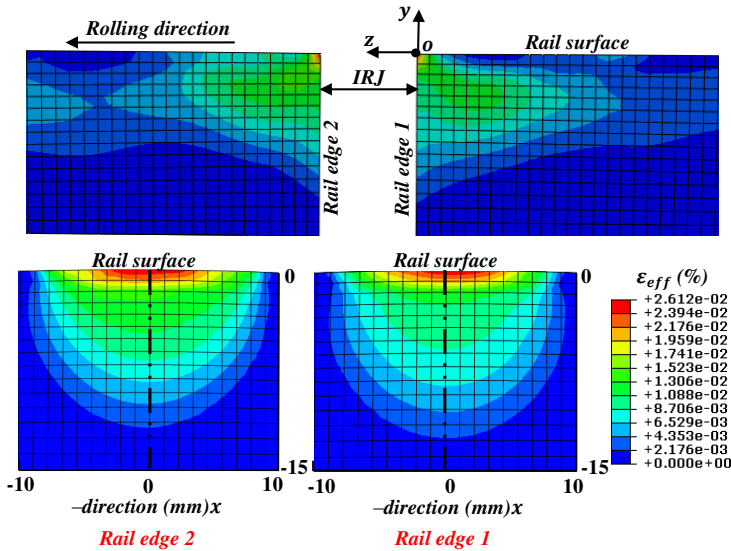 Rolling direction
y
z
o
Rail surface
IRJ
Rail edge 2
Rail edge 1
Rail surface
Rail surface
0
0
ε_eff (%)
+2.612e-02
+2.394e-02
+2.176e-02
+1.959e-02
+1.741e-02
+1.523e-02
+1.306e-02
+1.088e-02
+8.706e-03
+6.529e-03
+4.353e-03
+2.176e-03
+0.000e+00
-15
-15
-10
0
10
-10
0
10
–direction (mm)x
–direction (mm)x
Rail edge 2
Rail edge 1